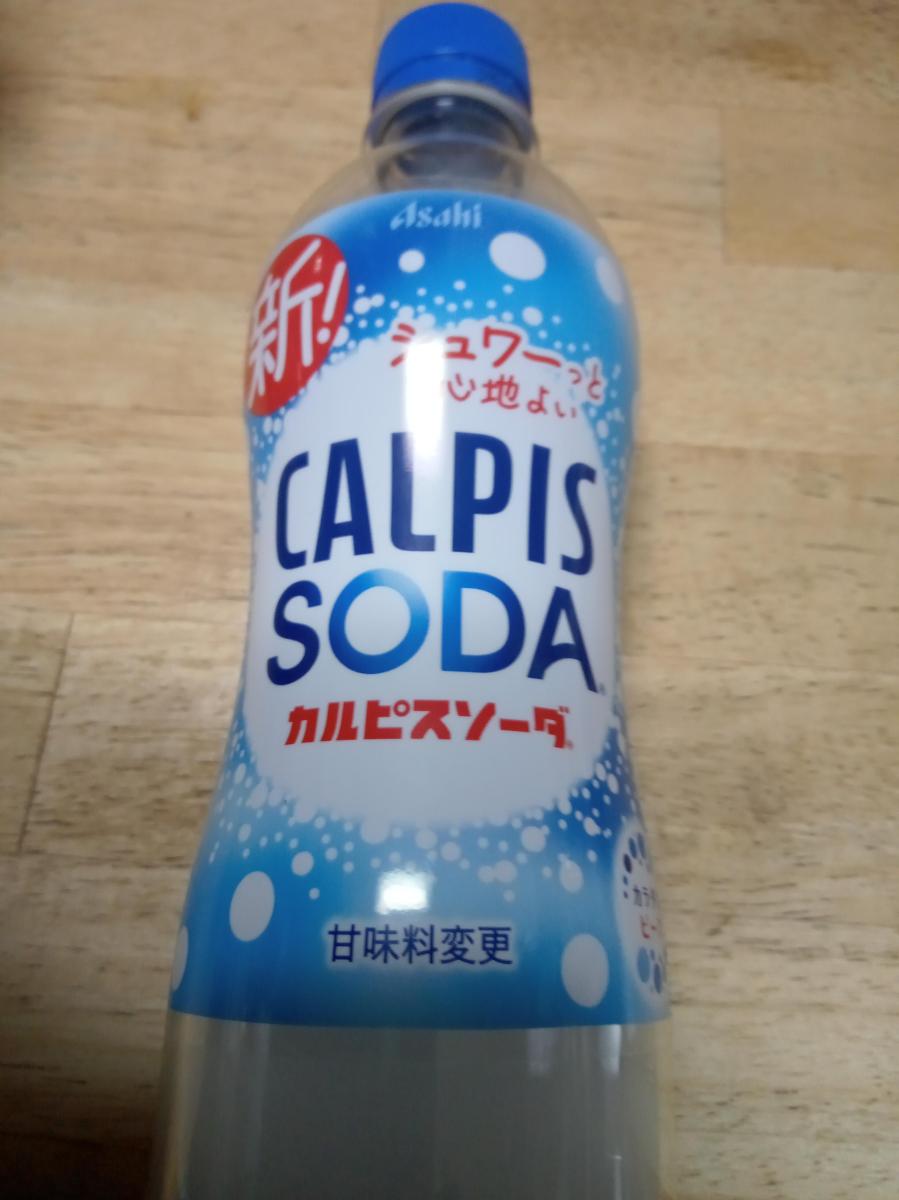 Asahi
新!
シュワーっと
心地よい
CALPIS
SODA
カルピスソーダ
甘味料変更